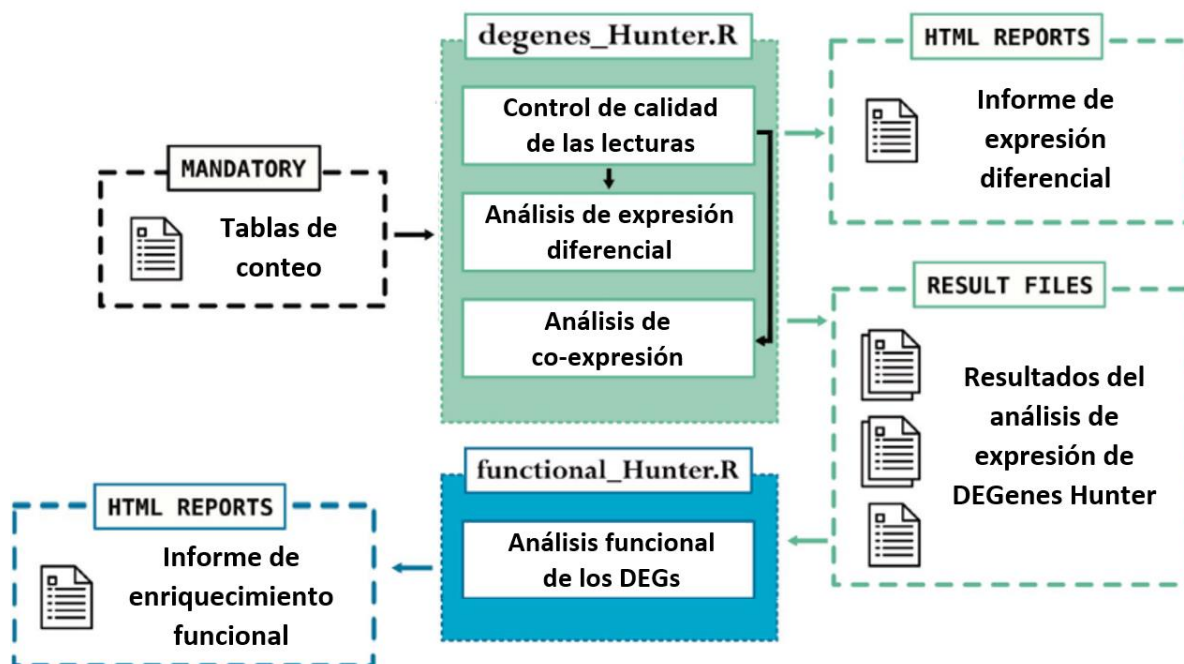 degenes_Hunter.R
Control de calidad
de las lecturas
Análisis de expresión
diferencial
Análisis de
co-expresión
MANDATORY
Tablas de
conteo
HTML REPORTS
Informe de
expresión
diferencial
RESULT FILES
Resultados del
análisis de
expresión de
DEGenes Hunter
functional_Hunter.R
Análisis funcional
de los DEGs
HTML REPORTS
Informe de
enriquecimiento
funcional